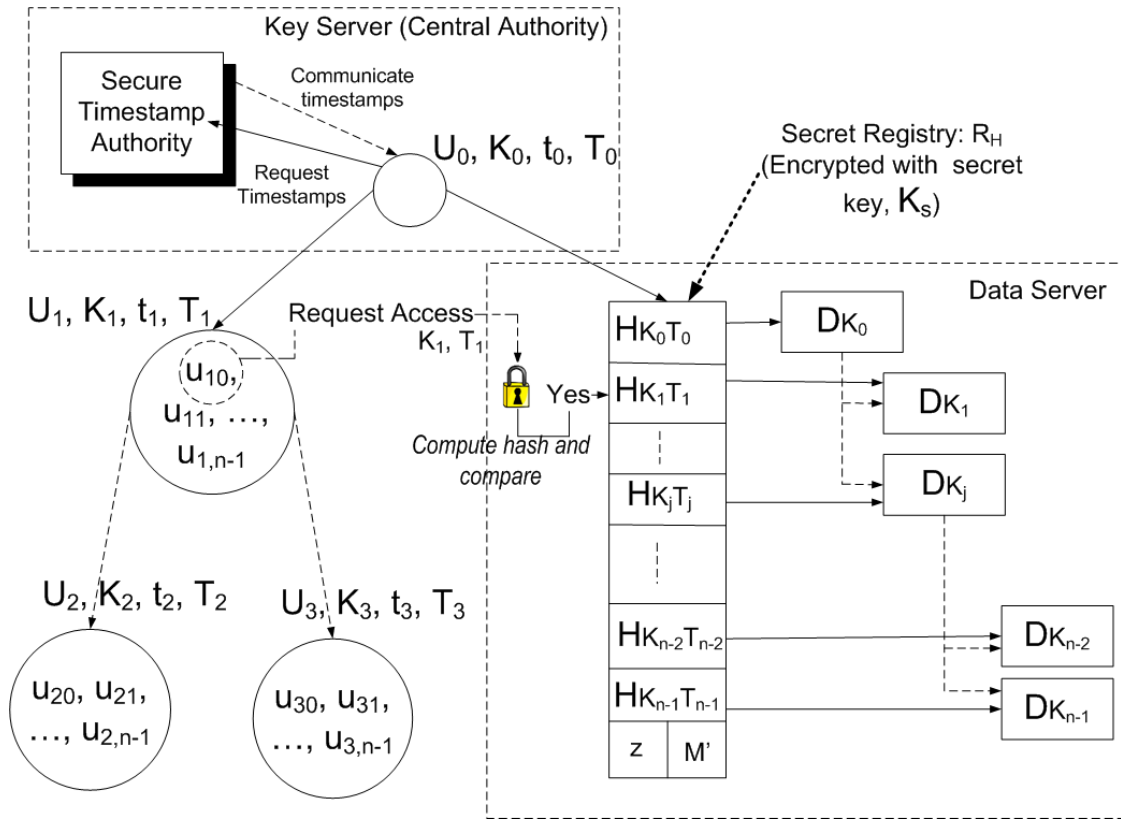 Key Server (Central Authority)
Secure
Timestamp
Authority
Communicate
timestamps
Request
Timestamps
U₀, K₀, t₀, T₀
Secret Registry: R_H
(Encrypted with secret
key, Kₛ)
Data Server
U₁, K₁, t₁, T₁
u₁₀,
u₁₁, …,
u₁,ₙ₋₁
Request Access
K₁, T₁
Yes
Compute hash and
compare
HK₀T₀
HK₁T₁
HKⱼTⱼ
HKₙ₋₂Tₙ₋₂
HKₙ₋₁Tₙ₋₁
z
M'
DK₀
DK₁
DKⱼ
DKₙ₋₂
DKₙ₋₁
U₂, K₂, t₂, T₂
u₂₀, u₂₁,
…, u₂,ₙ₋₁
U₃, K₃, t₃, T₃
u₃₀, u₃₁,
…, u₃,ₙ₋₁